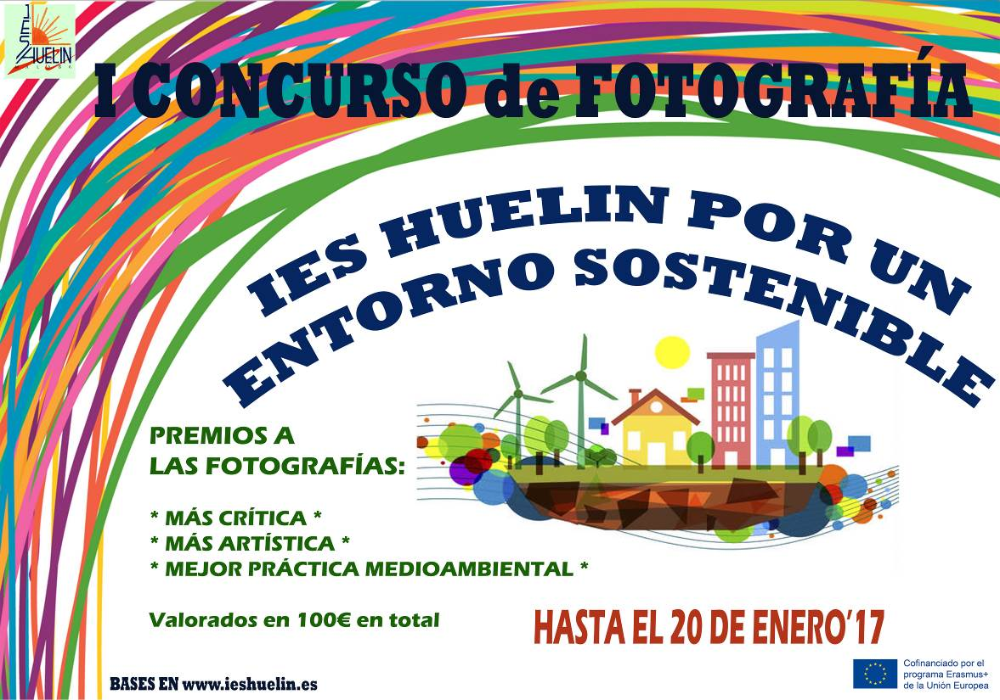 IES HUELIN
MALAGA
I CONCURSO de FOTOGRAFÍA
IES HUELIN POR UN
ENTORNO SOSTENIBLE
PREMIOS A
LAS FOTOGRAFÍAS:
* MÁS CRÍTICA *
* MÁS ARTÍSTICA *
* MEJOR PRÁCTICA MEDIOAMBIENTAL *
Valorados en 100€ en total
HASTA EL 20 DE ENERO'17
BASES EN www.ieshuelin.es
Cofinanciado por el
programa Erasmus+
de la Unión Europea